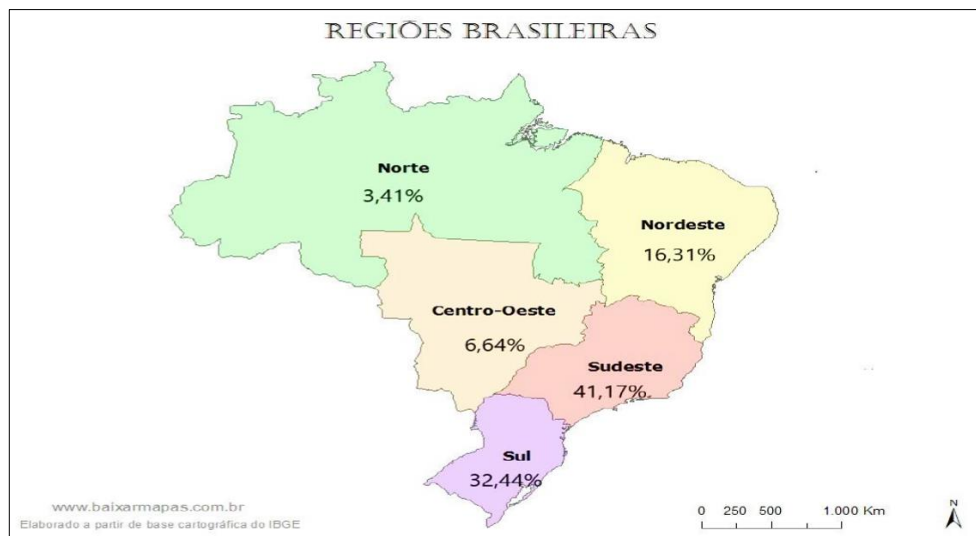 REGIÕES BRASILEIRAS
Norte
3,41%
Nordeste
16,31%
Centro-Oeste
6,64%
Sudeste
41,17%
Sul
32,44%
www.baixarmapas.com.br
Elaborado a partir de base cartográfica do IBGE
0 250 500 1.000 Km
N